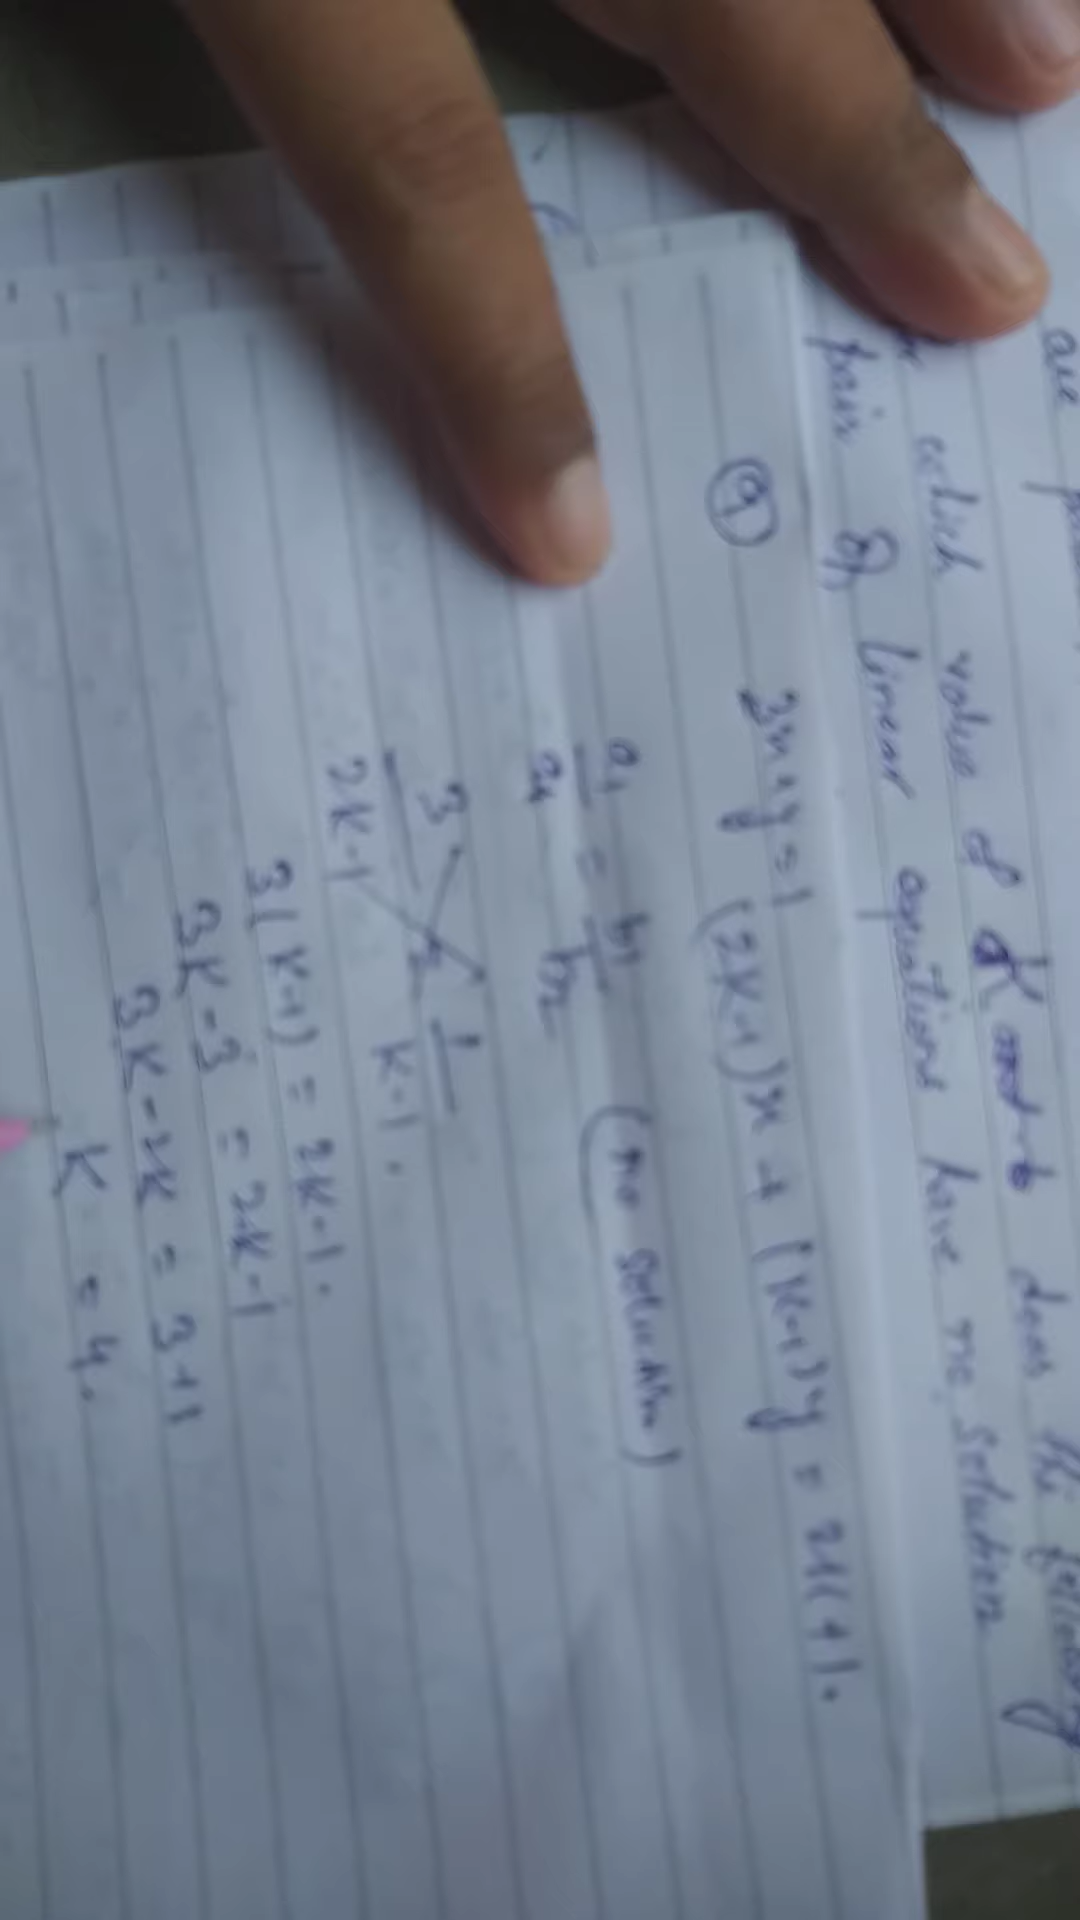 are
which value of K and b does the following
pair of linear equations have no solution
(9) 3x+y=1 (2K-1)x + (K-1)y = 2K+1.
a1/a2 = b1/b2 (no solution)
3/2K-1 1/K-1.
3(K-1) = 2K-1.
3K-3 = 2K-1
3K-2K = 3+1
K = 4.